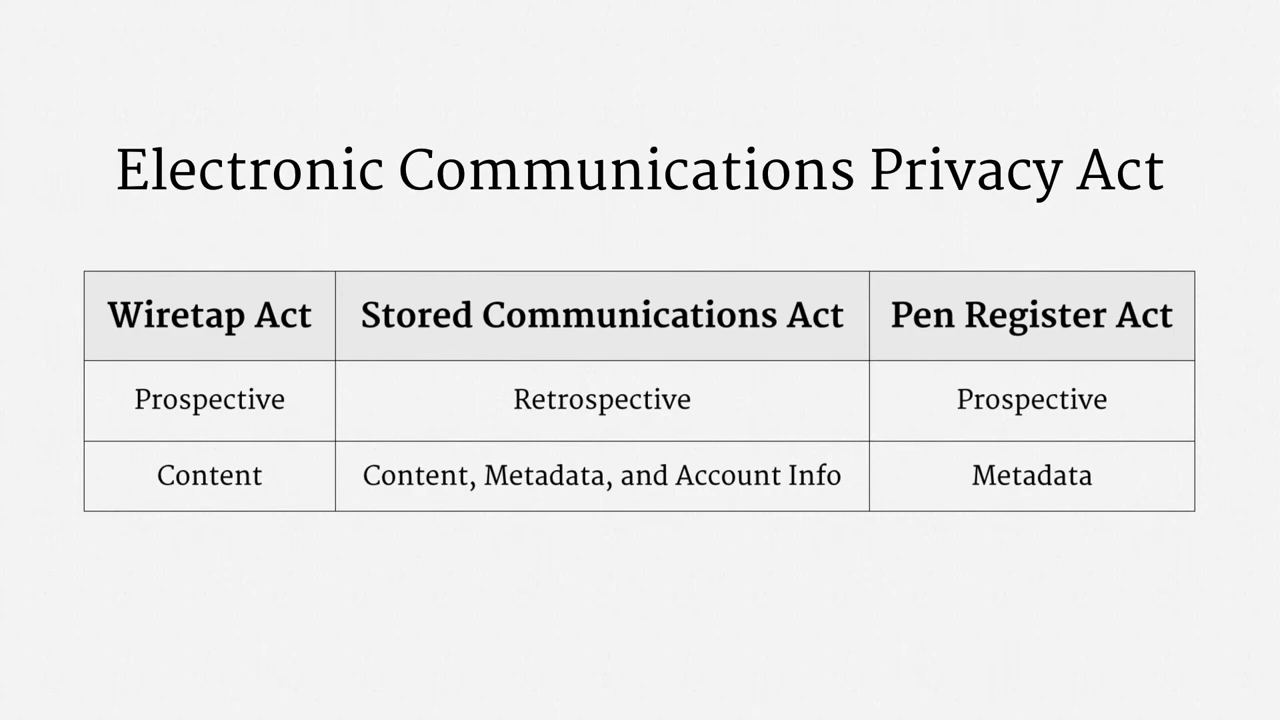 Electronic Communications Privacy Act
Wiretap Act Stored Communications Act Pen Register Act
Prospective Retrospective Prospective
Content Content, Metadata, and Account Info Metadata